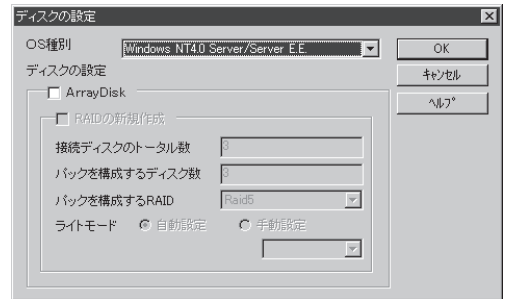 ディスクの設定
OS種別 Windows NT4.0 Server/Server E.E.
OK
ディスクの設定
キャンセル
ArrayDisk
ヘルプ
RAIDの新規作成
接続ディスクのトータル数 3
パックを構成するディスク数 3
パックを構成するRAID Raid5
ライトモード 自動設定 手動設定